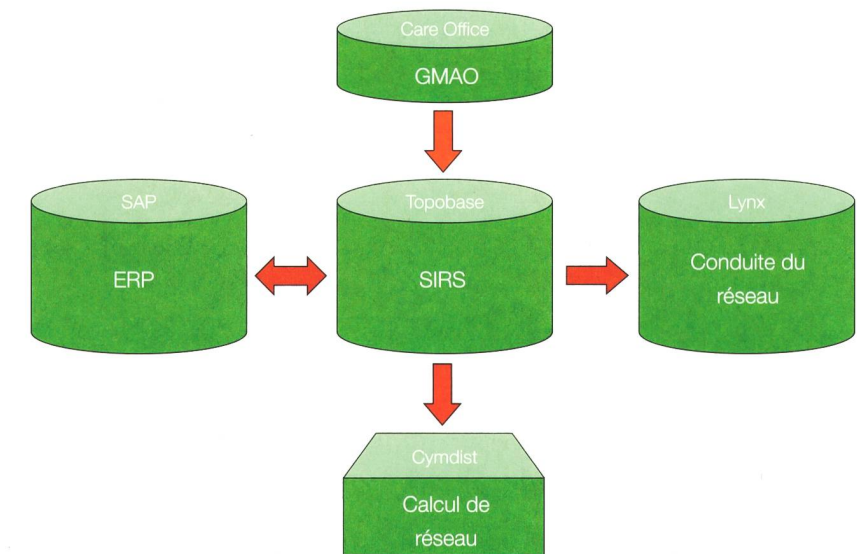 Care Office
GMAO
SAP
ERP
Topobase
SIRS
Lynx
Conduite du
réseau
Cymdist
Calcul de
réseau